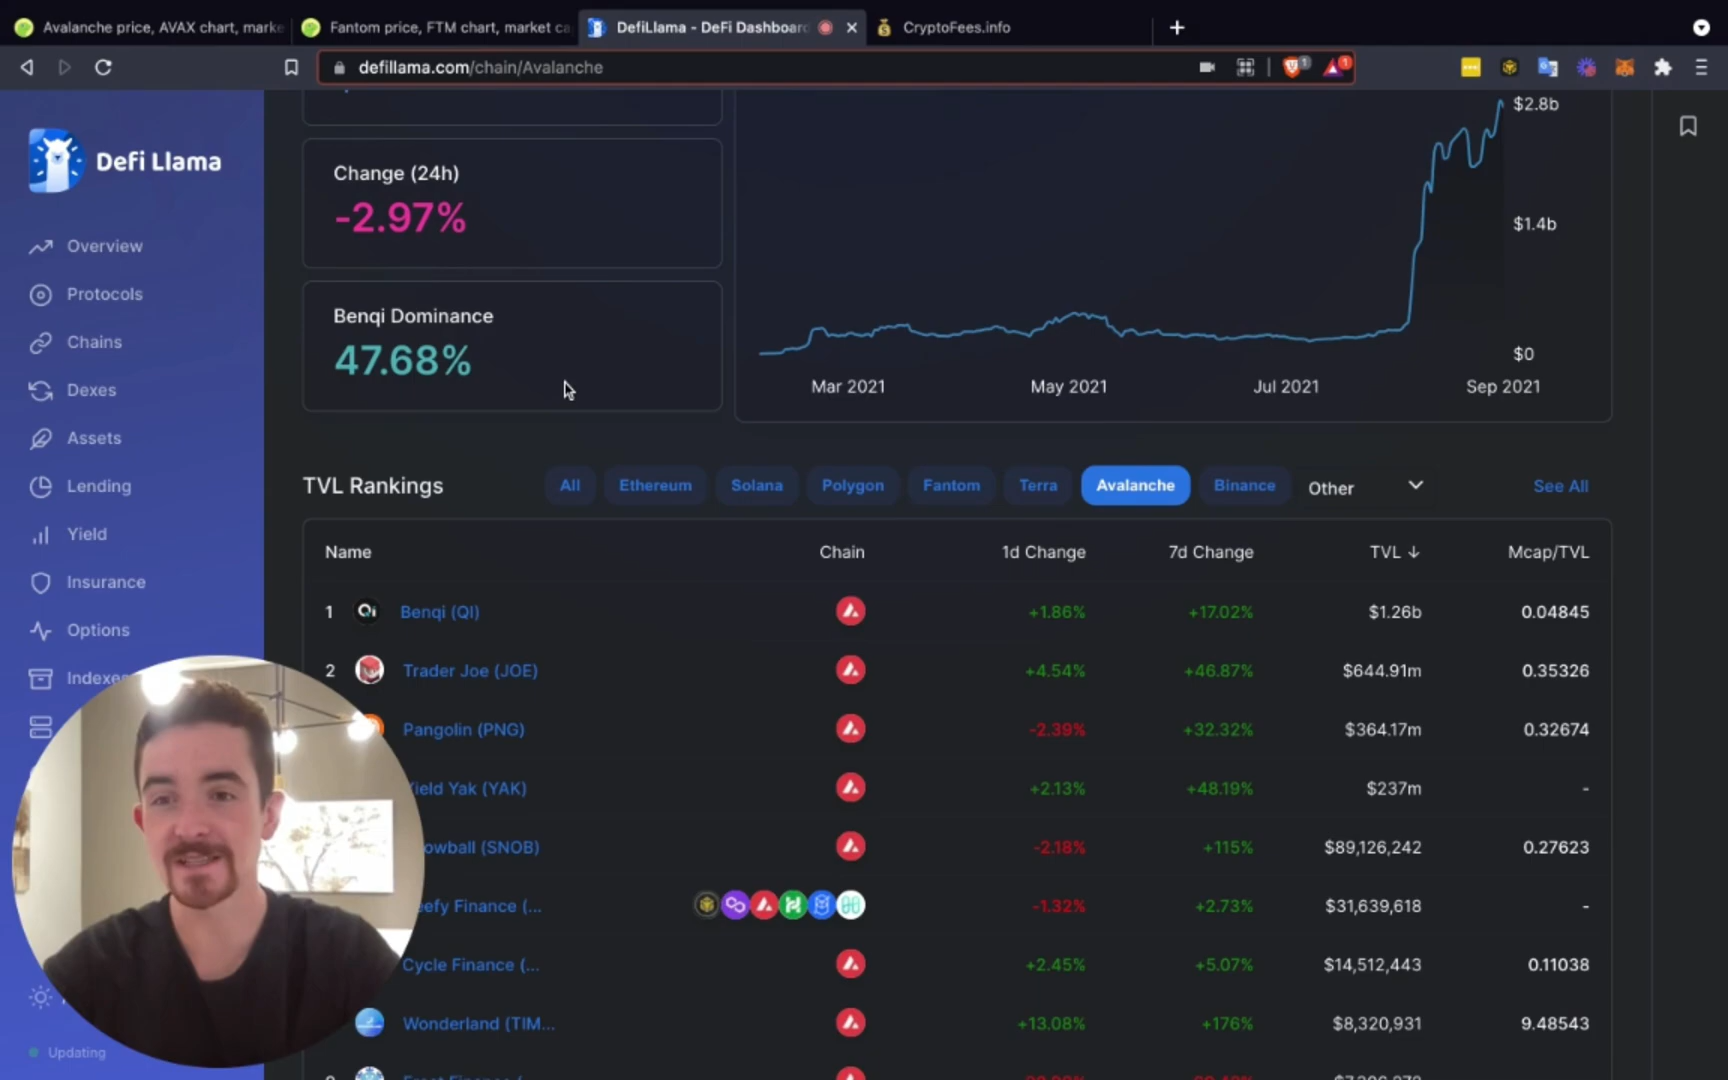 Avalanche price, AVAX chart, marke
Fantom price, FTM chart, market ca
DefiLlama - DeFi Dashboard
CryptoFees.info
defillama.com/chain/Avalanche
1
1
Defi Llama
Overview
Protocols
Chains
Dexes
Assets
Lending
Yield
Insurance
Options
Indexes
Updating
Change (24h)
-2.97%
Benqi Dominance
47.68%
$2.8b
$1.4b
$0
Mar 2021
May 2021
Jul 2021
Sep 2021
TVL Rankings
All
Ethereum
Solana
Polygon
Fantom
Terra
Avalanche
Binance
Other
See All
Name Chain 1d Change 7d Change TVL ↓ Mcap/TVL
1 Qi Benqi (QI) +1.86% +17.02% $1.26b 0.04845
2 Trader Joe (JOE) +4.54% +46.87% $644.91m 0.35326
Pangolin (PNG) -2.39% +32.32% $364.17m 0.32674
Yield Yak (YAK) +2.13% +48.19% $237m -
owball (SNOB) -2.18% +115% $89,126,242 0.27623
eefy Finance (... -1.32% +2.73% $31,639,618 -
Cycle Finance (... +2.45% +5.07% $14,512,443 0.11038
Wonderland (TIM... +13.08% +176% $8,320,931 9.48543